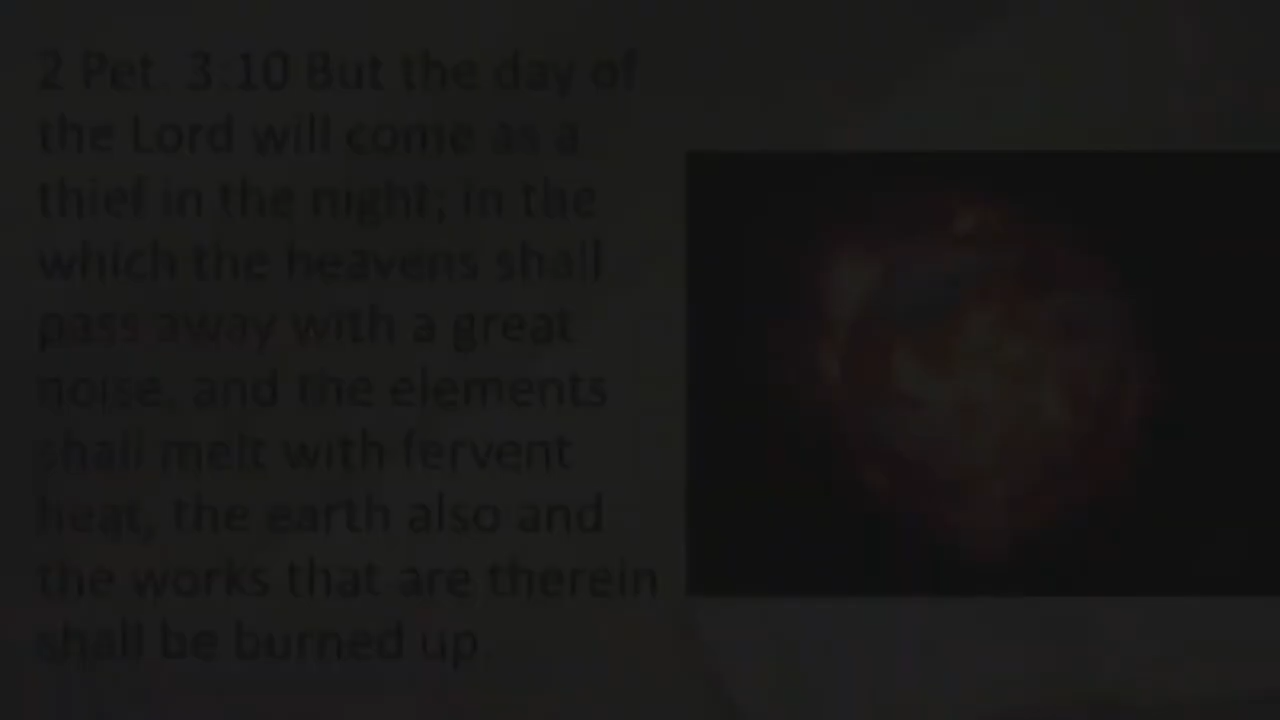 2 Pet. 3:10 But the day of
the Lord will come as a
thief in the night; in the
which the heavens shall
pass away with a great
noise, and the elements
shall melt with fervent
heat, the earth also and
the works that are therein
shall be burned up.